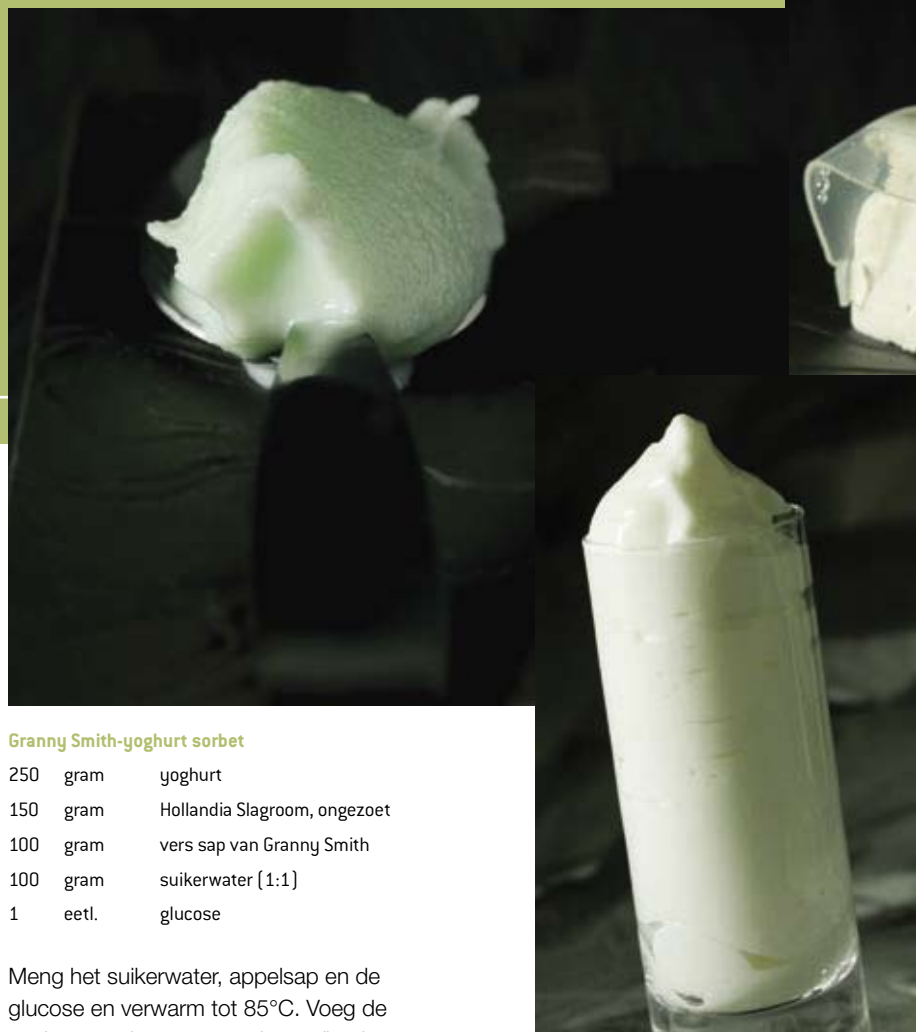 Granny Smith-yoghurt sorbet
250 gram yoghurt
150 gram Hollandia Slagroom, ongezoet
100 gram vers sap van Granny Smith
100 gram suikerwater (1:1)
1 eetl. glucose
Meng het suikerwater, appelsap en de
glucose en verwarm tot 85°C. Voeg de